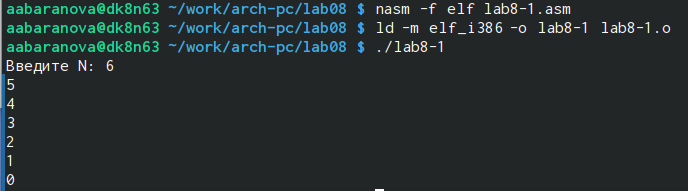 aabaranova@dk8n63 ~/work/arch-pc/lab08 $ nasm -f elf lab8-1.asm
aabaranova@dk8n63 ~/work/arch-pc/lab08 $ ld -m elf_i386 -o lab8-1 lab8-1.o
aabaranova@dk8n63 ~/work/arch-pc/lab08 $ ./lab8-1
Введите N: 6
5
4
3
2
1
0